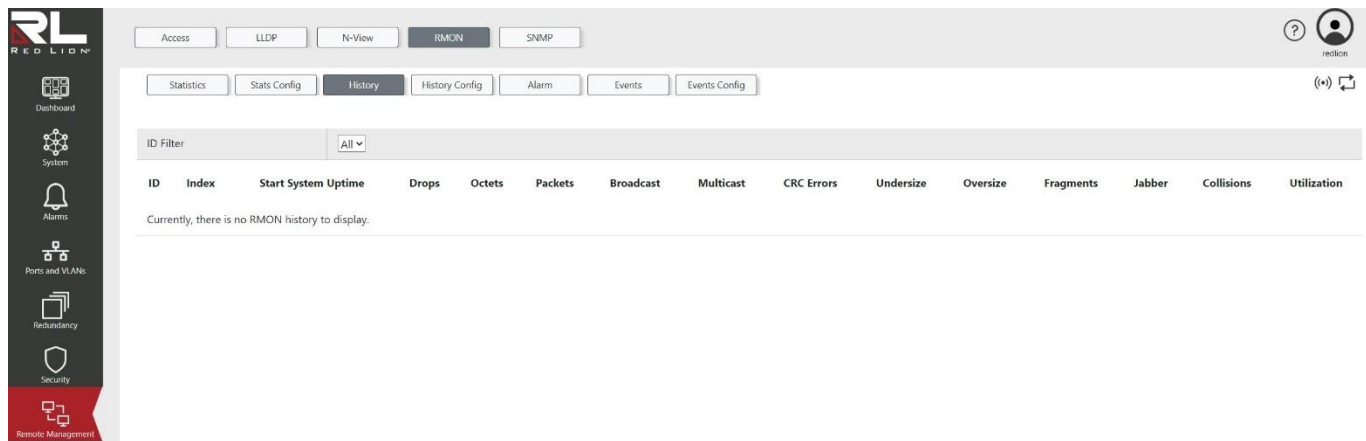 RL
RED LION®
Access LLDP N-View RMON SNMP
?
redlion
Statistics Stats Config History History Config Alarm Events Events Config
Dashboard
System
Alarms
Ports and VLANs
Redundancy
Security
Remote Management
ID Filter All
ID Index Start System Uptime Drops Octets Packets Broadcast Multicast CRC Errors Undersize Oversize Fragments Jabber Collisions Utilization
Currently, there is no RMON history to display.